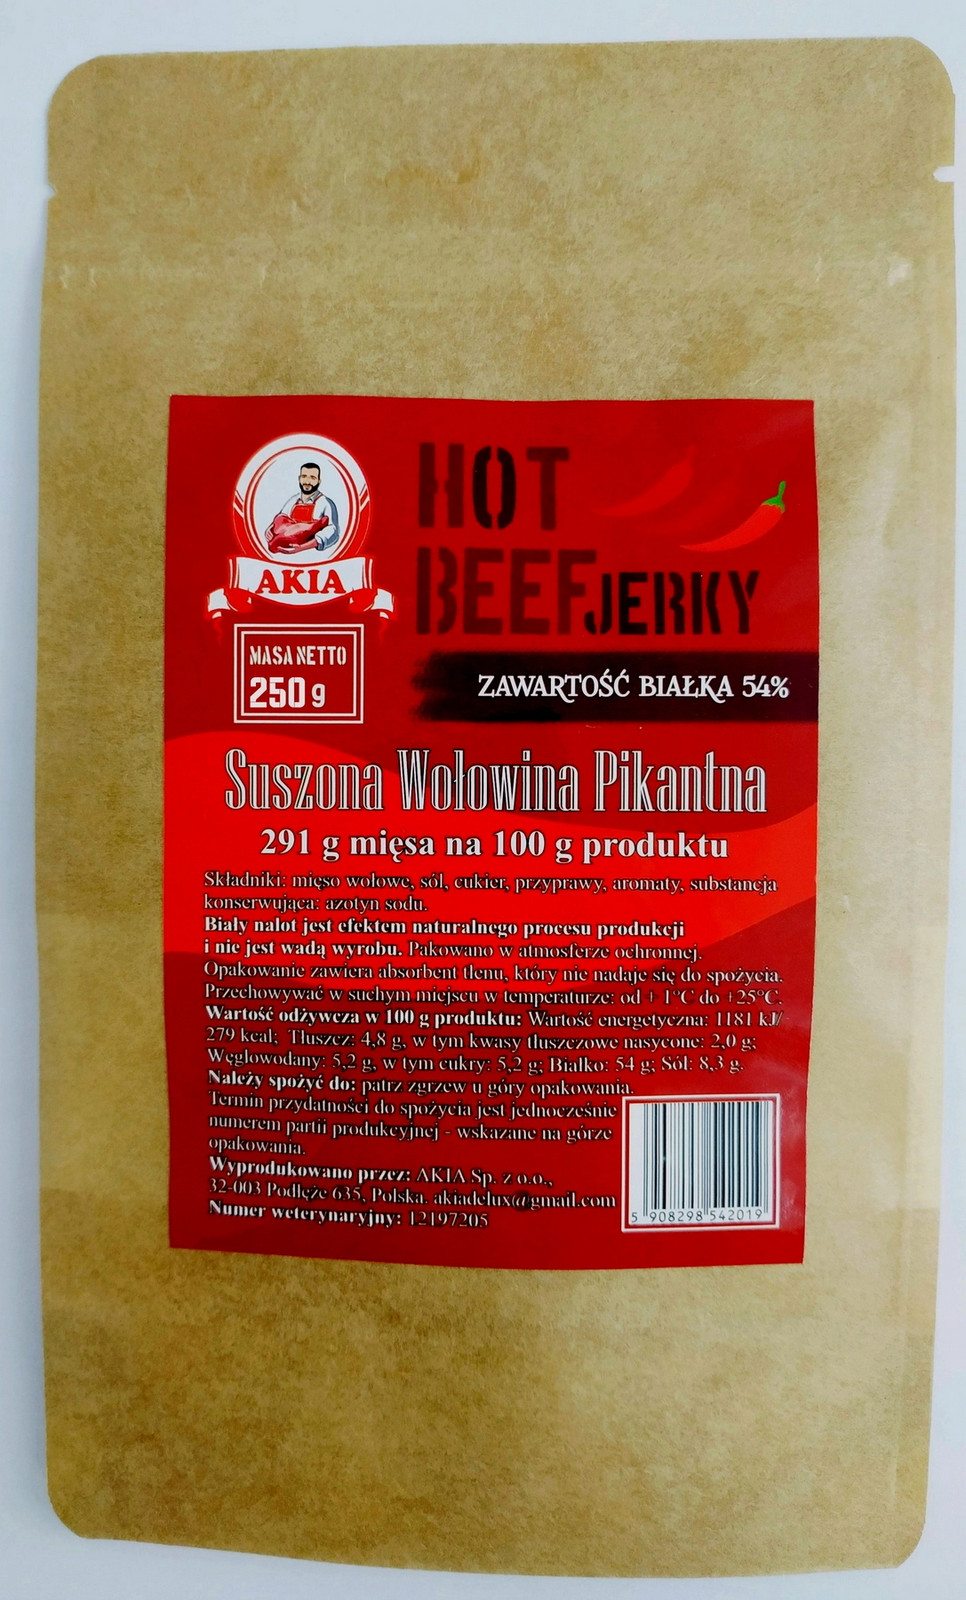 HOT
BEEF JERKY
AKIA
MASA NETTO
250 g
ZAWARTOŚĆ BIAŁKA 54%
Suszona Wołowina Pikantna
291 g mięsa na 100 g produktu
Składniki: mięso wołowe, sól, cukier, przyprawy, aromaty, substancja
konserwująca: azotyn sodu.
Biały nalot jest efektem naturalnego procesu produkcji
i nie jest wadą wyrobu. Pakowano w atmosferze ochronnej.
Opakowanie zawiera absorbent tlenu, który nie nadaje się do spożycia.
Przechowywać w suchym miejscu w temperaturze: od + 1°C do +25°C.
Wartość odżywcza w 100 g produktu: Wartość energetyczna: 1181 kJ/
279 kcal; Tłuszcz: 4,8 g, w tym kwasy tłuszczowe nasycone: 2,0 g;
Węglowodany: 5,2 g, w tym cukry: 5,2 g; Białko: 54 g; Sól: 8,3 g.
Należy spożyć do: patrz zgrzew u góry opakowania.
Termin przydatności do spożycia jest jednocześnie
numerem partii produkcyjnej - wskazane na górze
opakowania.
Wyprodukowano przez: AKIA Sp. z o.o.,
32-003 Podłęże 635, Polska. akiadelux@gmail.com
Numer weterynaryjny: 12197205
5 908298 542019